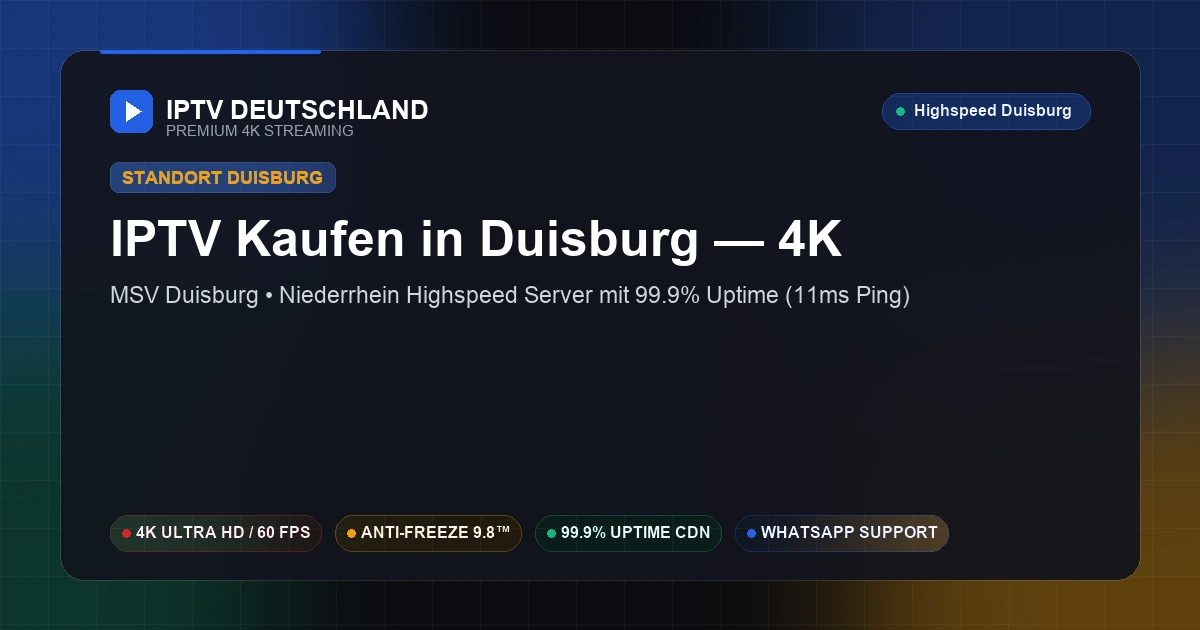 IPTV DEUTSCHLAND
PREMIUM 4K STREAMING
Highspeed Duisburg
STANDORT DUISBURG
IPTV Kaufen in Duisburg — 4K
MSV Duisburg • Niederrhein Highspeed Server mit 99.9% Uptime (11ms Ping)
4K ULTRA HD / 60 FPS
ANTI-FREEZE 9.8™
99.9% UPTIME CDN
WHATSAPP SUPPORT